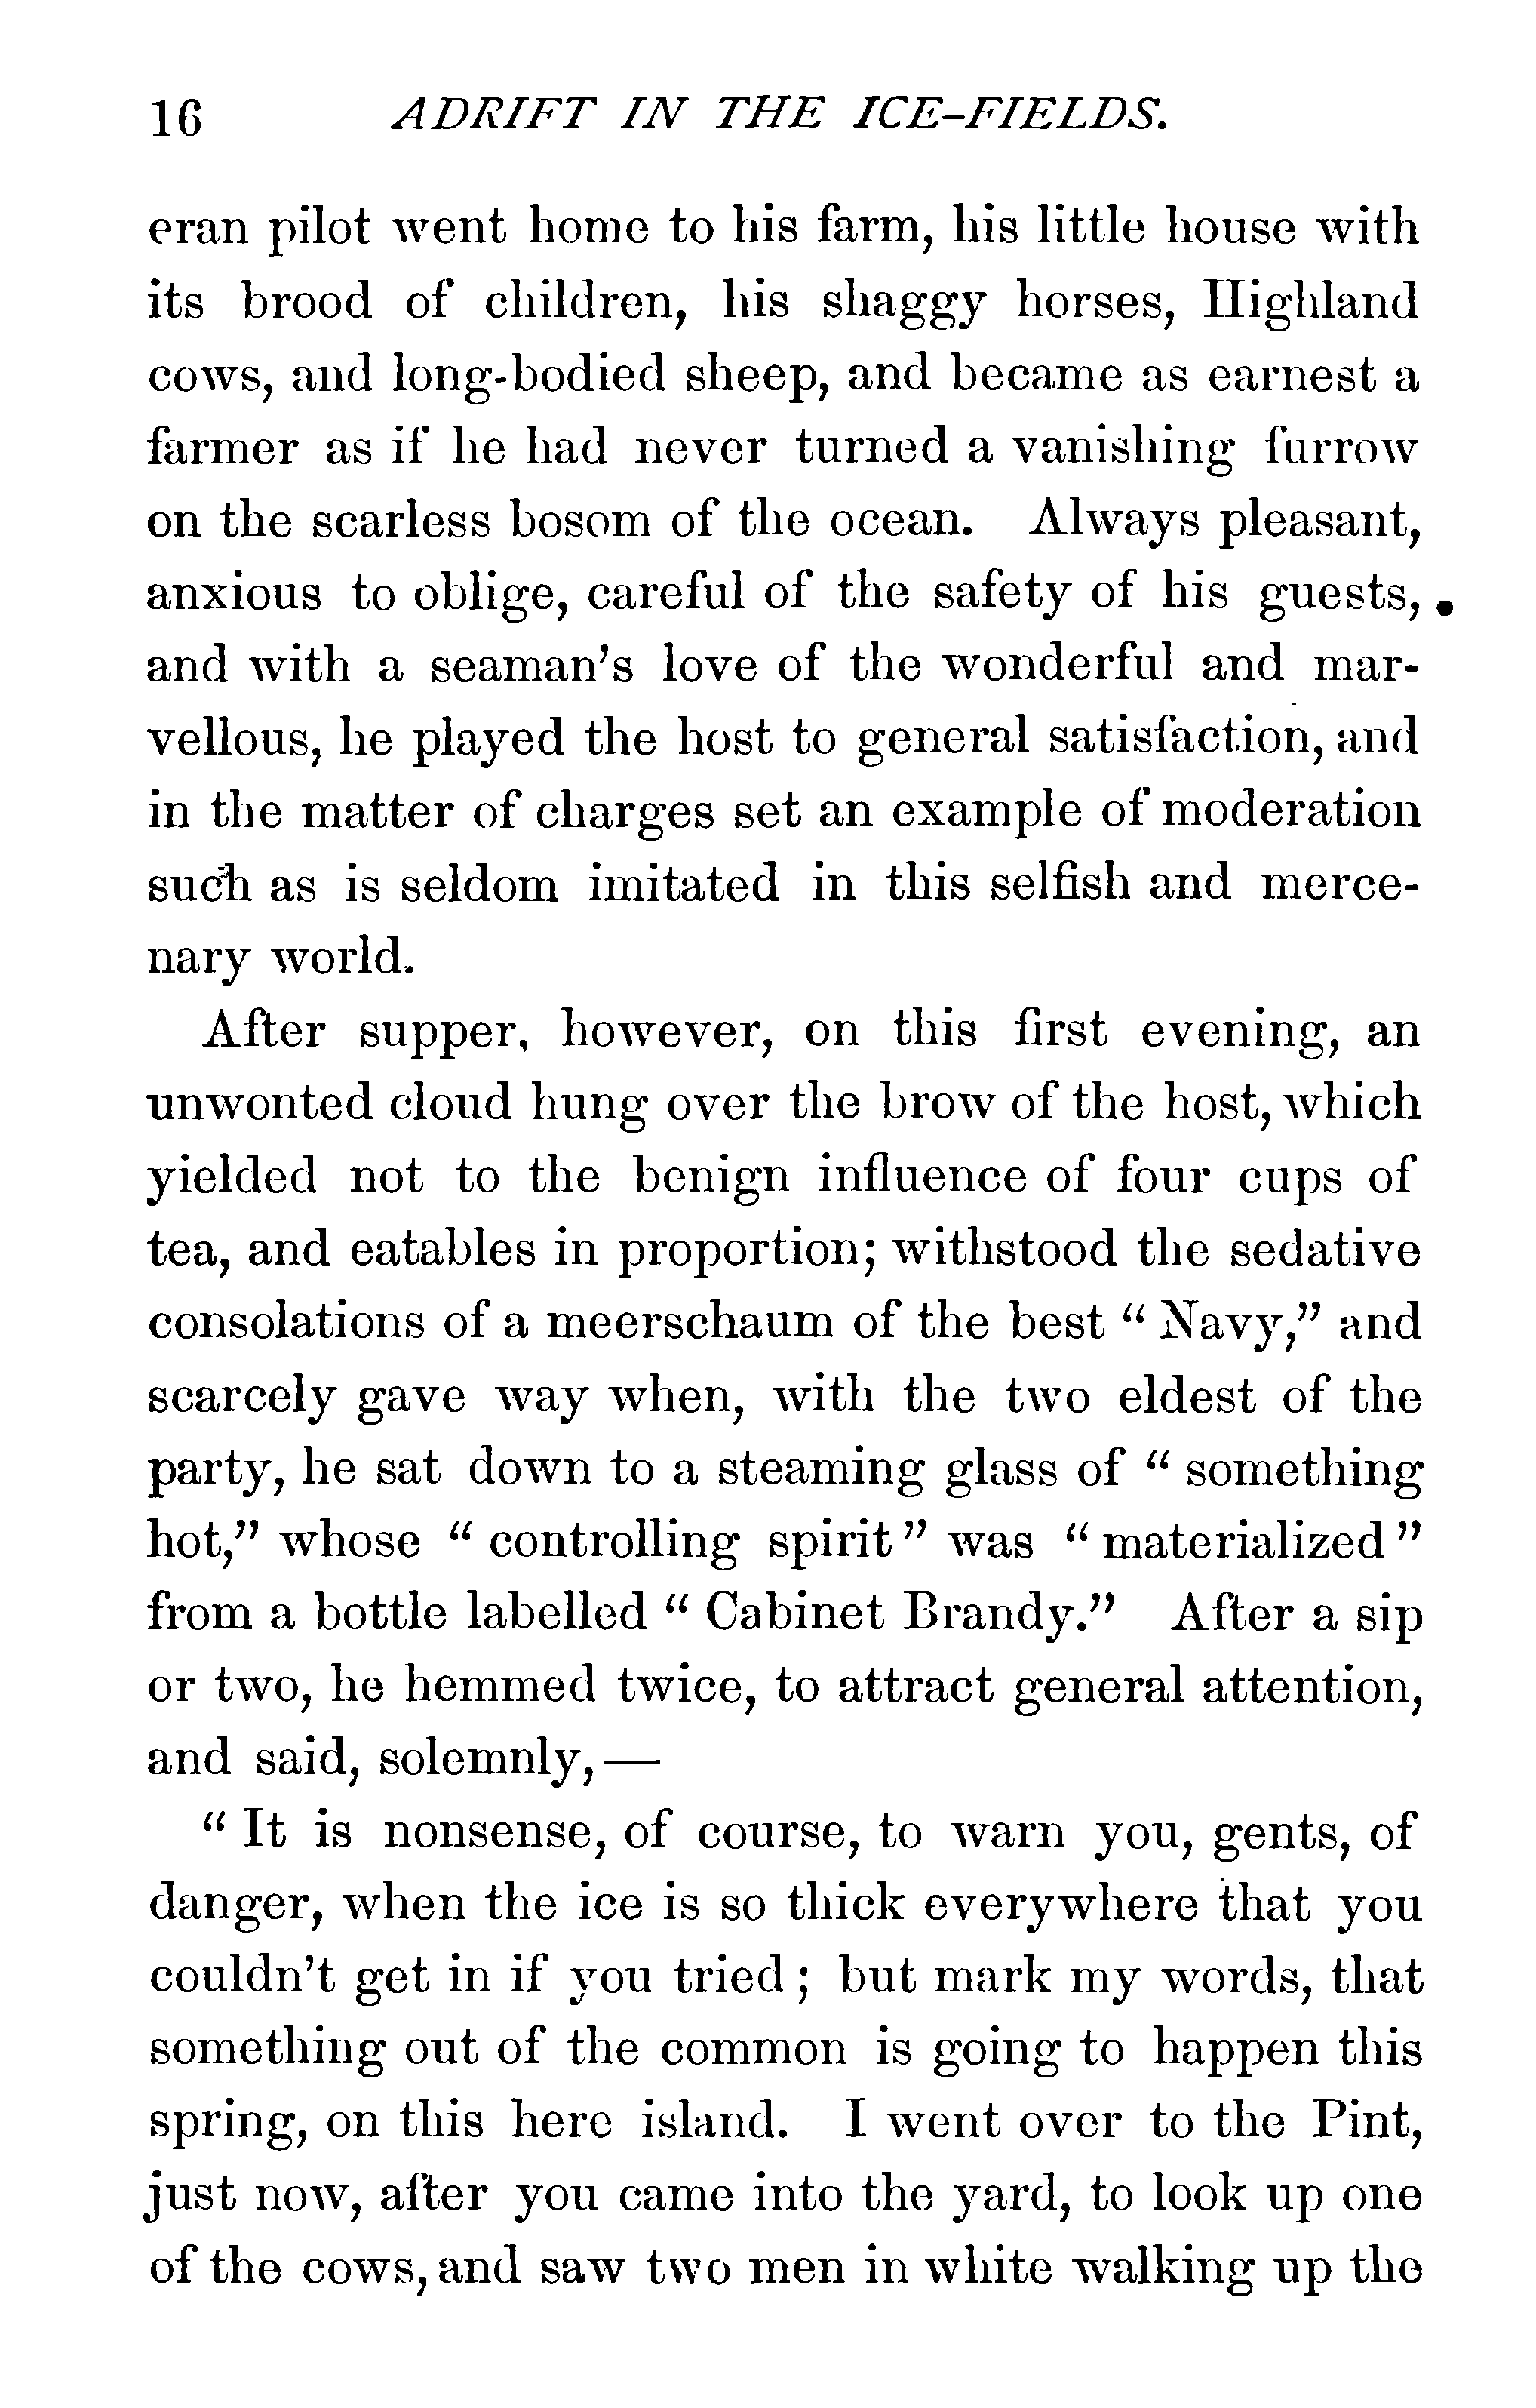 16 ADRIFT IN THE ICE-FIELDS.
eran pilot went home to his farm, his little house with
its brood of children, his shaggy horses, Highland
cows, and long-bodied sheep, and became as earnest a
farmer as if he had never turned a vanishing furrow
on the scarless bosom of the ocean. Always pleasant,
anxious to oblige, careful of the safety of his guests,
and with a seaman's love of the wonderful and mar-
vellous, he played the host to general satisfaction, and
in the matter of charges set an example of moderation
such as is seldom imitated in this selfish and merce-
nary world.
After supper, however, on this first evening, an
unwonted cloud hung over the brow of the host, which
yielded not to the benign influence of four cups of
tea, and eatables in proportion; withstood the sedative
consolations of a meerschaum of the best "Navy," and
scarcely gave way when, with the two eldest of the
party, he sat down to a steaming glass of "something
hot," whose "controlling spirit" was "materialized"
from a bottle labelled "Cabinet Brandy." After a sip
or two, he hemmed twice, to attract general attention,
and said, solemnly,—
"It is nonsense, of course, to warn you, gents, of
danger, when the ice is so thick everywhere that you
couldn't get in if you tried; but mark my words, that
something out of the common is going to happen this
spring, on this here island. I went over to the Pint,
just now, after you came into the yard, to look up one
of the cows, and saw two men in white walking up the